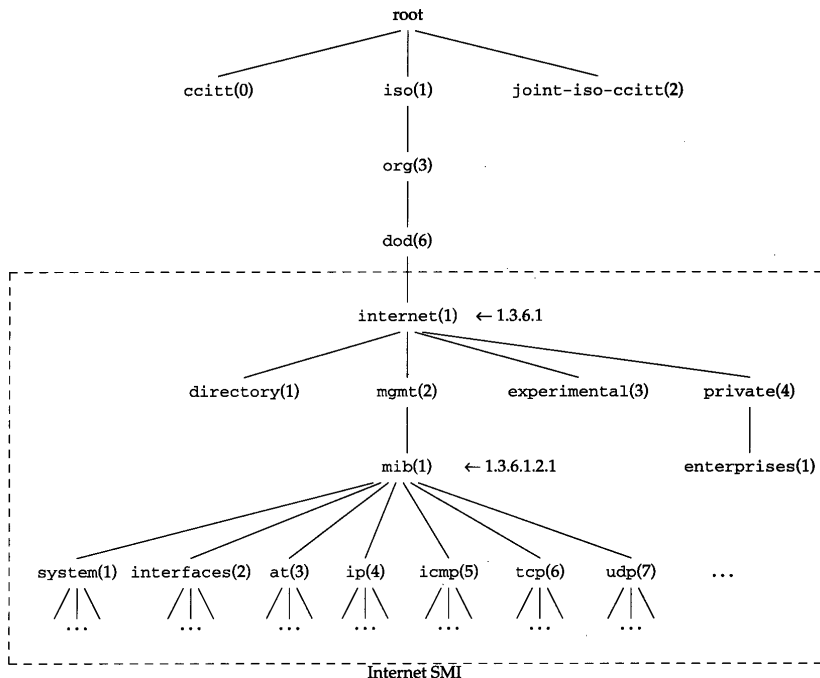 root
ccitt(0) iso(1) joint-iso-ccitt(2)
org(3)
dod(6)
internet(1) ← 1.3.6.1
directory(1) mgmt(2) experimental(3) private(4)
mib(1) ← 1.3.6.1.2.1 enterprises(1)
system(1) interfaces(2) at(3) ip(4) icmp(5) tcp(6) udp(7) ...
... ... ... ... ... ... ...
Internet SMI